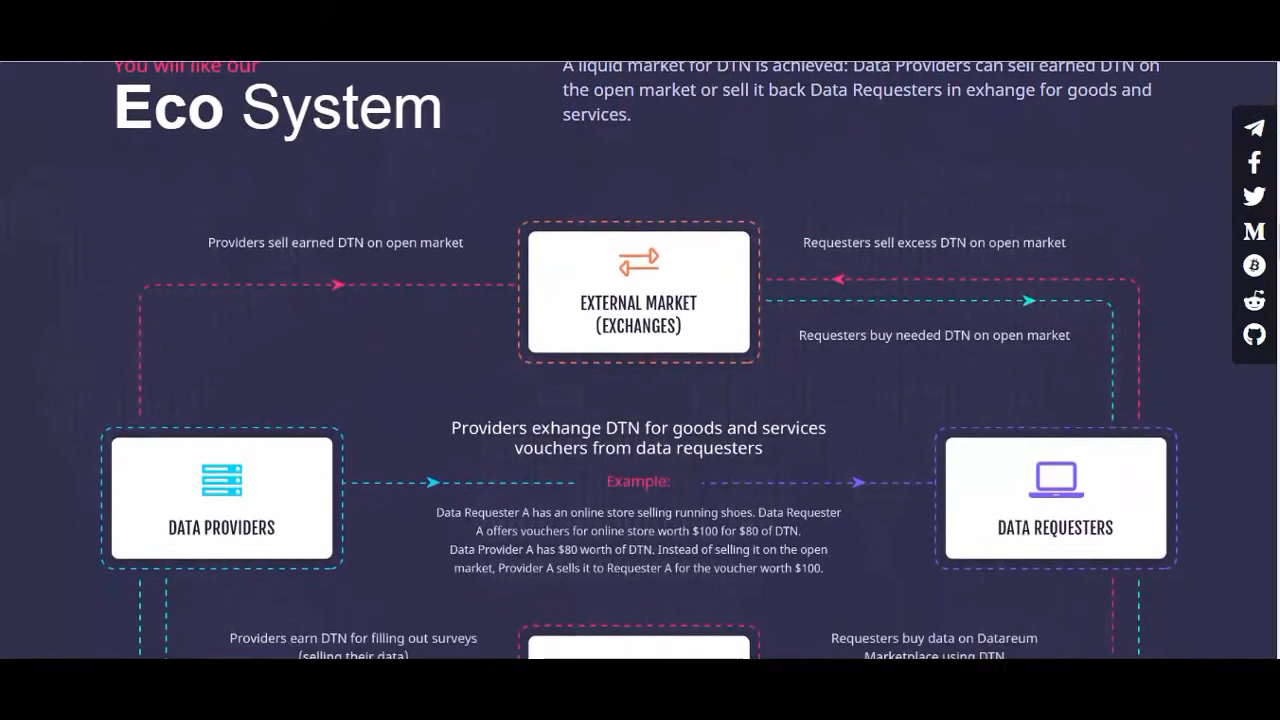 You will like our
Eco System
A liquid market for DTN is achieved: Data Providers can sell earned DTN on
the open market or sell it back Data Requesters in exhange for goods and
services.
Providers sell earned DTN on open market
EXTERNAL MARKET
(EXCHANGES)
Requesters sell excess DTN on open market
Requesters buy needed DTN on open market
Providers exhange DTN for goods and services
vouchers from data requesters
DATA PROVIDERS
Example:
Data Requester A has an online store selling running shoes. Data Requester
A offers vouchers for online store worth $100 for $80 of DTN.
Data Provider A has $80 worth of DTN. Instead of selling it on the open
market, Provider A sells it to Requester A for the voucher worth $100.
DATA REQUESTERS
Providers earn DTN for filling out surveys
(selling their data)
Requesters buy data on Datareum
Marketplace using DTN